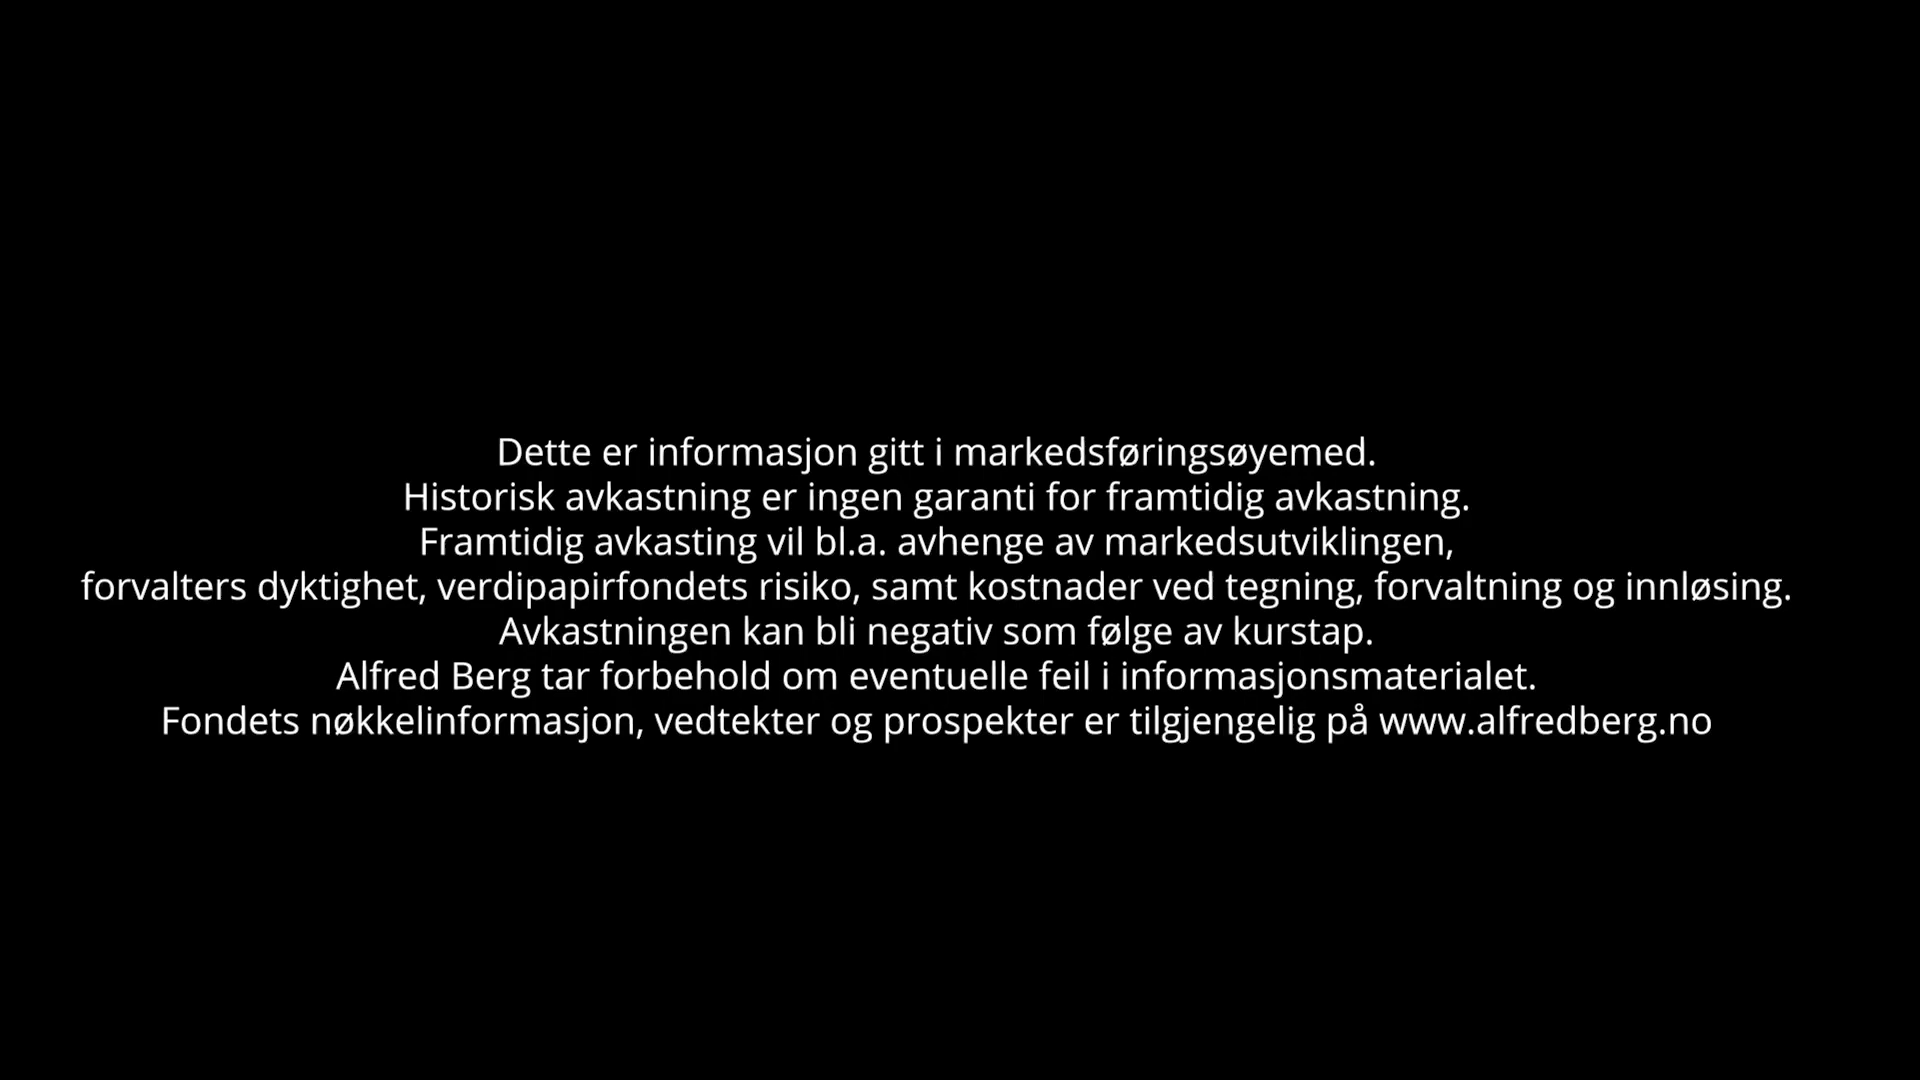 Dette er informasjon gitt i markedsføringsøyemed.
Historisk avkastning er ingen garanti for framtidig avkastning.
Framtidig avkasting vil bl.a. avhenge av markedsutviklingen,
forvalters dyktighet, verdipapirfondets risiko, samt kostnader ved tegning, forvaltning og innløsing.
Avkastningen kan bli negativ som følge av kurstap.
Alfred Berg tar forbehold om eventuelle feil i informasjonsmaterialet.
Fondets nøkkelinformasjon, vedtekter og prospekter er tilgjengelig på www.alfredberg.no